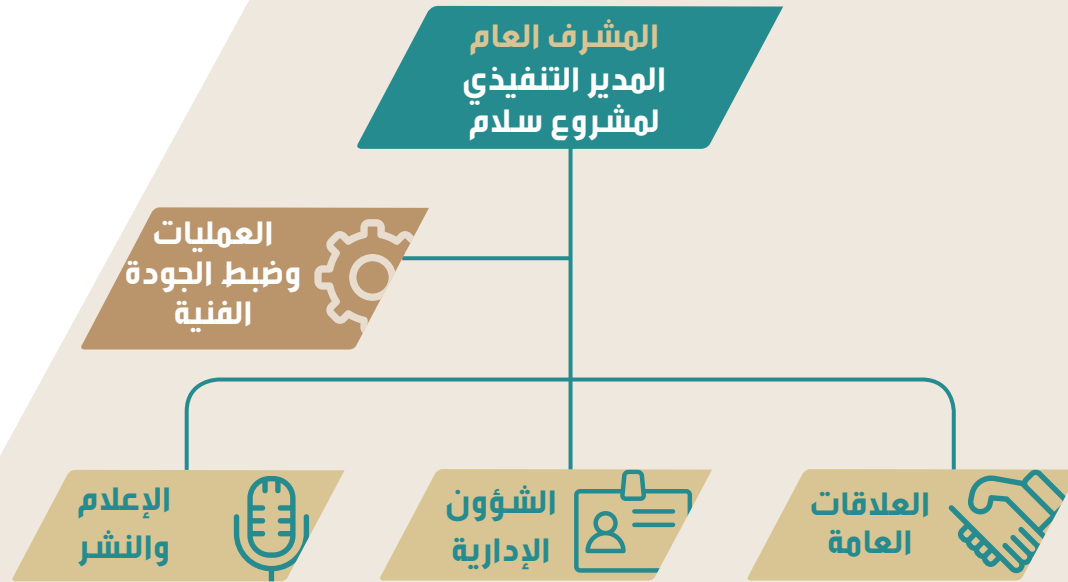 المشرف العام
المدير التنفيذي
لمشروع سلام
العمليات
وضبط الجودة
الفنية
العلاقات
العامة
الشؤون
الإدارية
الإعلام
والنشر